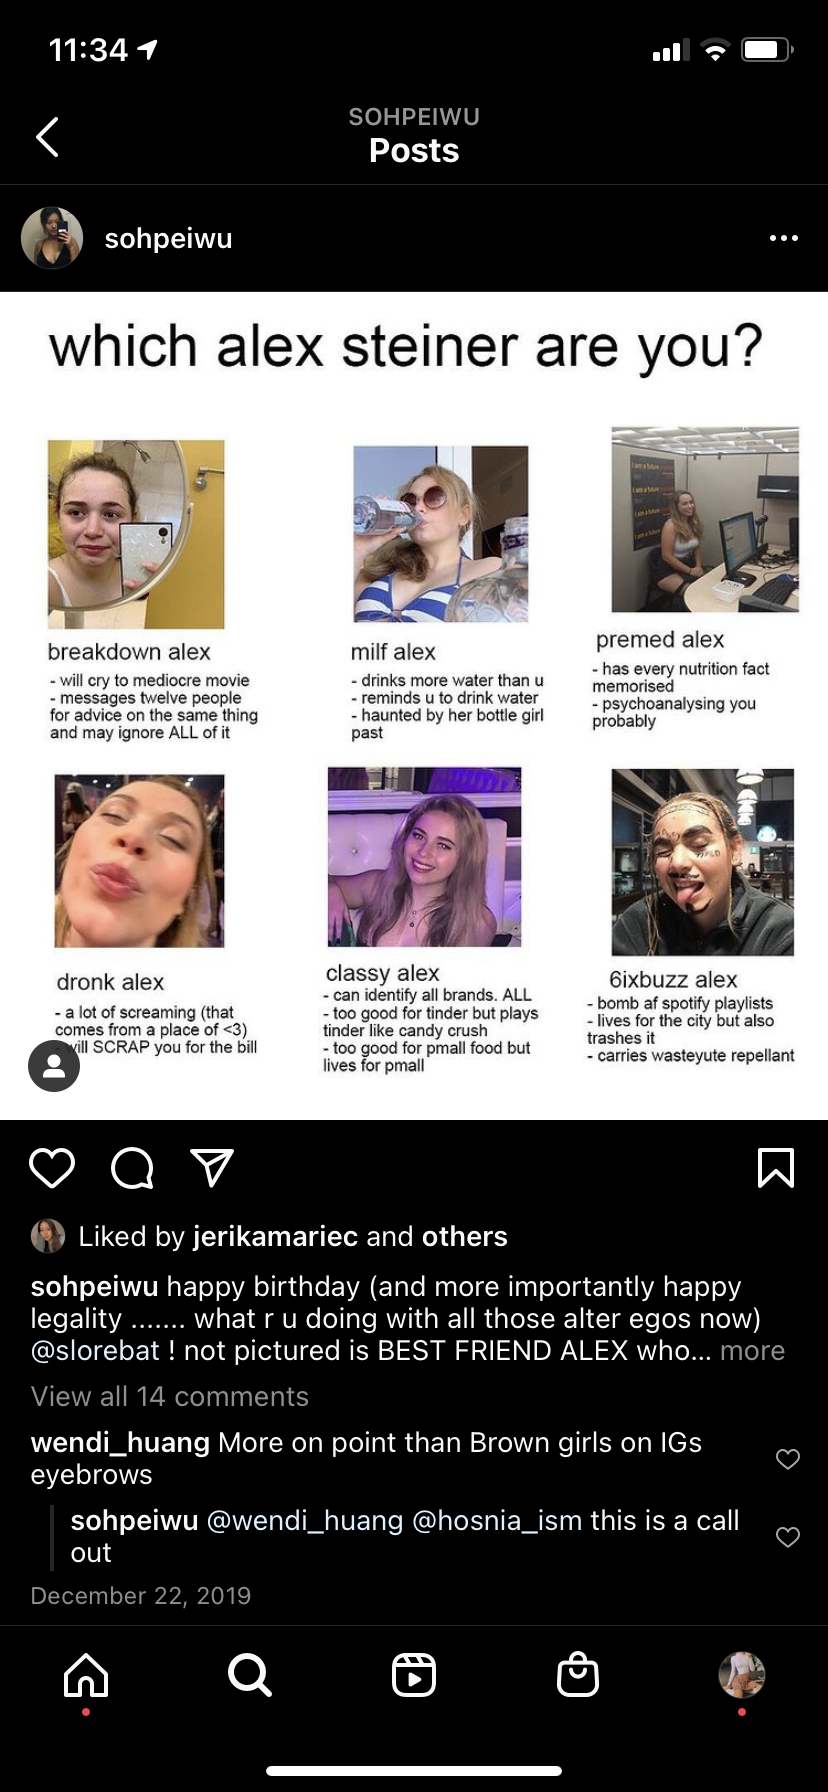 11:34
SOHPEIWU
Posts
sohpeiwu
which alex steiner are you?
breakdown alex
- will cry to mediocre movie
- messages twelve people
for advice on the same thing
and may ignore ALL of it
milf alex
- drinks more water than u
- reminds u to drink water
- haunted by her bottle girl
past
premed alex
- has every nutrition fact
memorised
- psychoanalysing you
probably
dronk alex
- a lot of screaming (that
comes from a place of <3)
will SCRAP you for the bill
classy alex
- can identify all brands. ALL
- too good for tinder but plays
tinder like candy crush
- too good for pmall food but
lives for pmall
6ixbuzz alex
- bomb af spotify playlists
- lives for the city but also
trashes it
- carries wasteyute repellant
Liked by jerikamariec and others
sohpeiwu happy birthday (and more importantly happy
legality ....... what r u doing with all those alter egos now)
@slorebat ! not pictured is BEST FRIEND ALEX who... more
View all 14 comments
wendi_huang More on point than Brown girls on IGs
eyebrows
sohpeiwu @wendi_huang @hosnia_ism this is a call
out
December 22, 2019